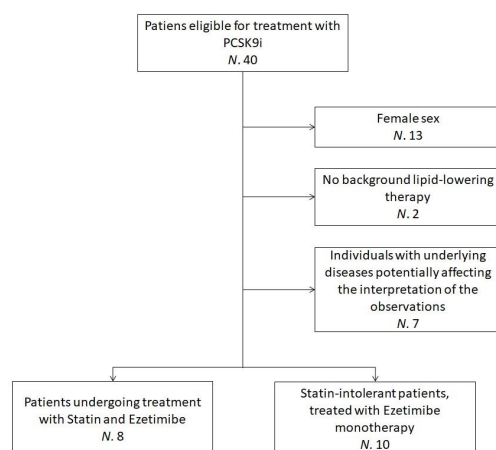 Patiens eligible for treatment with
PCSK9i
N. 40
Female sex
N. 13
No background lipid-lowering
therapy
N. 2
Individuals with underlying
diseases potentially affecting
the interpretation of the
observations
N. 7
Patients undergoing treatment
with Statin and Ezetimibe
N. 8
Statin-intolerant patients,
treated with Ezetimibe
monotherapy
N. 10